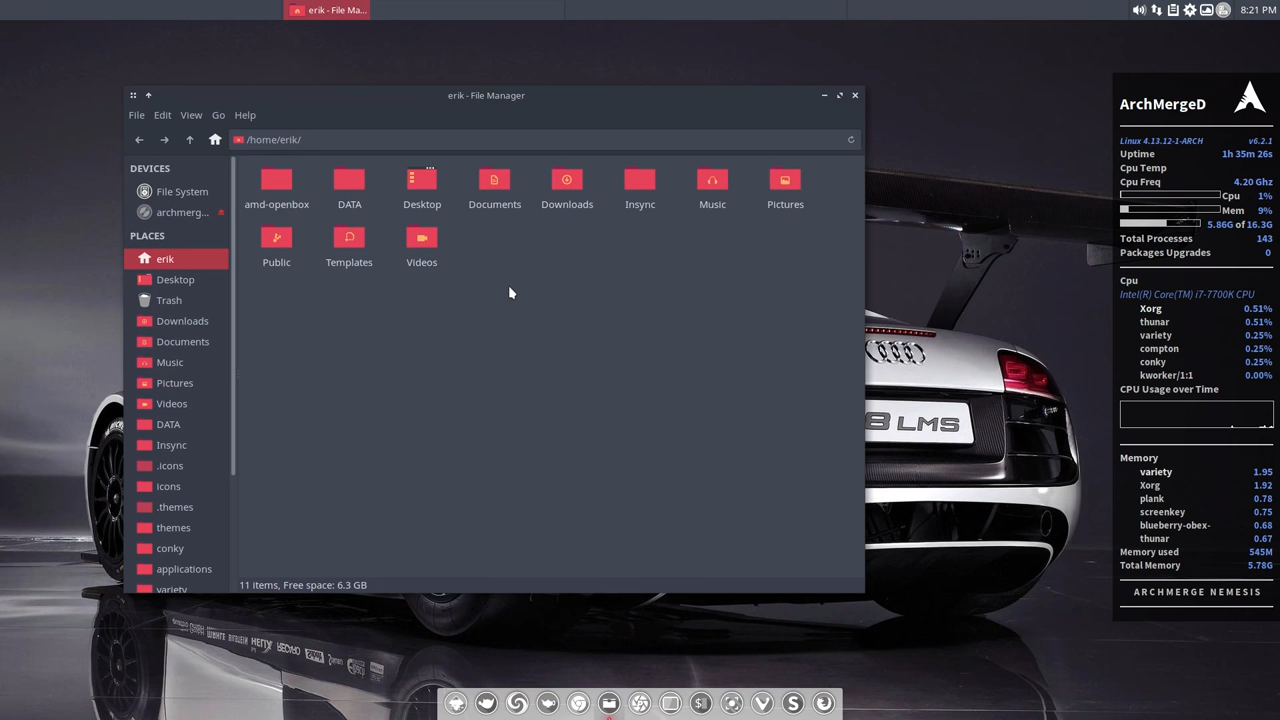 erik - File Ma...
8:21 PM
erik - File Manager
File Edit View Go Help
/home/erik/
DEVICES
File System
archmerg...
PLACES
erik
Desktop
Trash
Downloads
Documents
Music
Pictures
Videos
DATA
Insync
.icons
icons
.themes
themes
conky
applications
variety
amd-openbox DATA Desktop Documents Downloads Insync Music Pictures
Public Templates Videos
11 items, Free space: 6.3 GB
8 LMS
ArchMergeD
Linux 4.13.12-1-ARCH v6.2.1
Uptime 1h 35m 26s
Cpu Temp
Cpu Freq 4.20 Ghz
Cpu 1%
Mem 9%
5.86G of 16.3G
Total Processes 143
Packages Upgrades 0
Cpu
Intel(R) Core(TM) i7-7700K CPU
Xorg 0.51%
thunar 0.51%
variety 0.25%
compton 0.25%
conky 0.25%
kworker/1:1 0.00%
CPU Usage over Time
Memory
variety 1.95
Xorg 1.92
plank 0.78
screenkey 0.75
blueberry-obex- 0.68
thunar 0.67
Memory used 545M
Total Memory 5.78G
ARCHMERGE NEMESIS